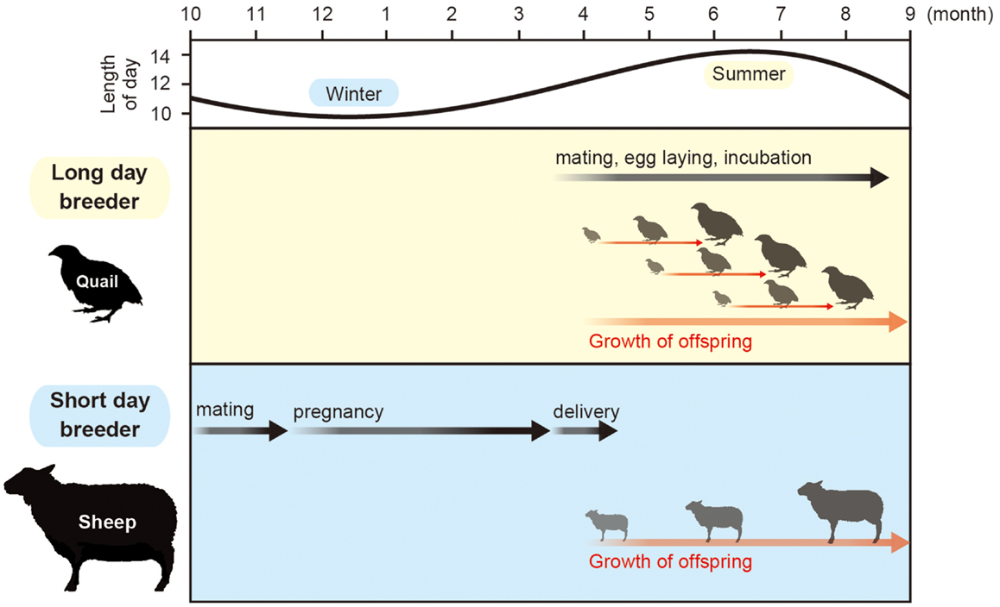 10 11 12 1 2 3 4 5 6 7 8 9 (month)
Length
of day
14
12
10
Winter
Summer
Long day
breeder
Quail
mating, egg laying, incubation
Growth of offspring
Short day
breeder
Sheep
mating
pregnancy
delivery
Growth of offspring